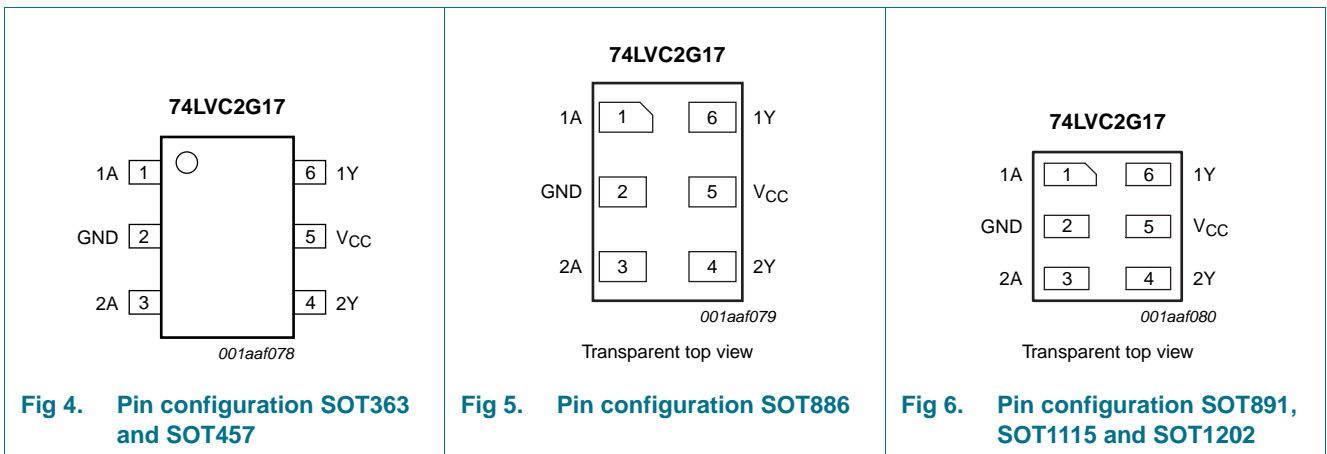 74LVC2G17
1A 1 6 1Y
GND 2 5 VCC
2A 3 4 2Y
001aaf078
Fig 4. Pin configuration SOT363
and SOT457
74LVC2G17
1A 1 6 1Y
GND 2 5 VCC
2A 3 4 2Y
001aaf079
Transparent top view
Fig 5. Pin configuration SOT886
74LVC2G17
1A 1 6 1Y
GND 2 5 VCC
2A 3 4 2Y
001aaf080
Transparent top view
Fig 6. Pin configuration SOT891,
SOT1115 and SOT1202